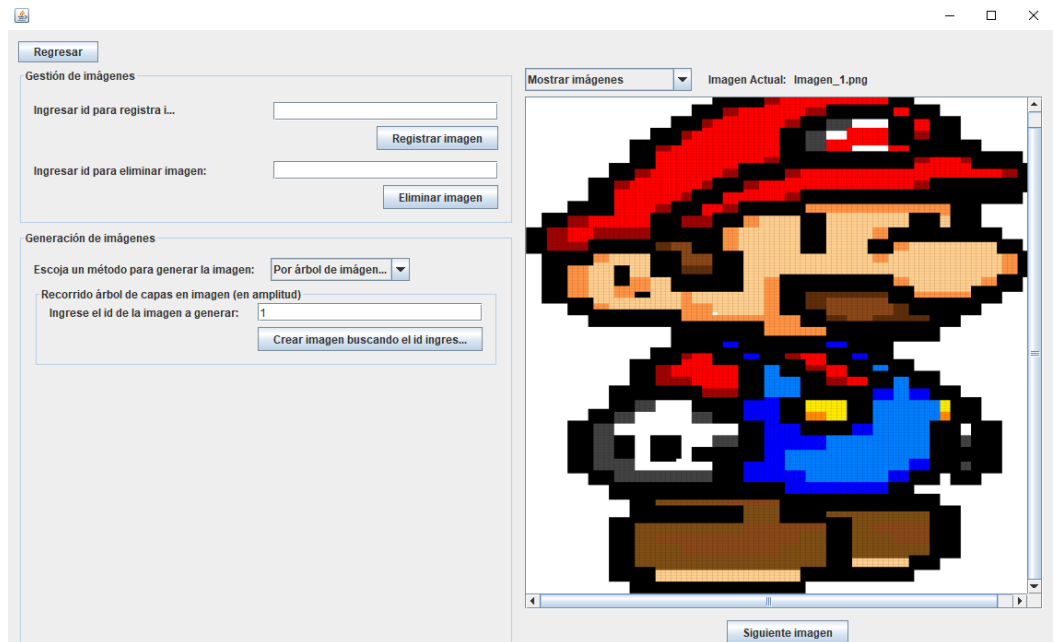 Regresar
Gestión de imágenes
Ingresar id para registra i...
Registrar imagen
Ingresar id para eliminar imagen:
Eliminar imagen
Generación de imágenes
Escoja un método para generar la imagen:
Por árbol de imágen...
Recorrido árbol de capas en imagen (en amplitud)
Ingrese el id de la imagen a generar:
1
Crear imagen buscando el id ingres...
Mostrar imágenes
Imagen Actual: Imagen_1.png
Siguiente imagen